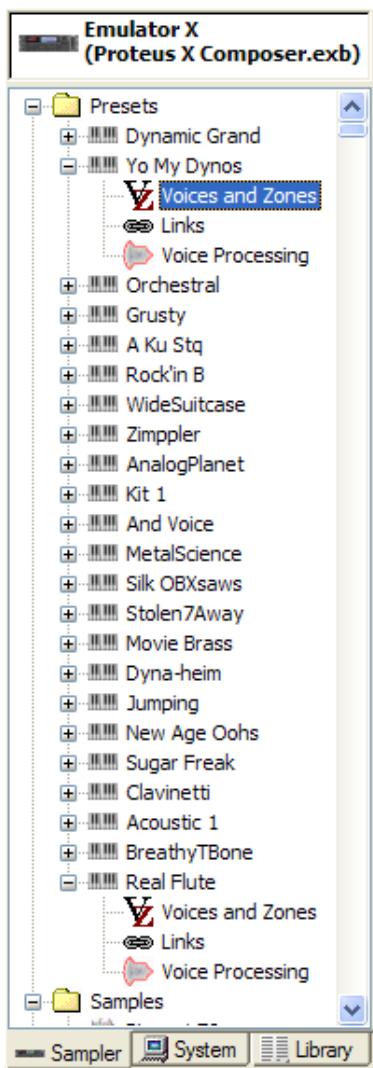 Emulator X
(Proteus X Composer.exb)
Presets
Dynamic Grand
Yo My Dynos
Voices and Zones
Links
Voice Processing
Orchestral
Grusty
A Ku Stq
Rock'in B
WideSuitcase
Zimppler
AnalogPlanet
Kit 1
And Voice
MetalScience
Silk OBXsaws
Stolen7Away
Movie Brass
Dyna-heim
Jumping
New Age Oohs
Sugar Freak
Clavinetti
Acoustic 1
BreathyTBone
Real Flute
Voices and Zones
Links
Voice Processing
Samples
Sampler System Library